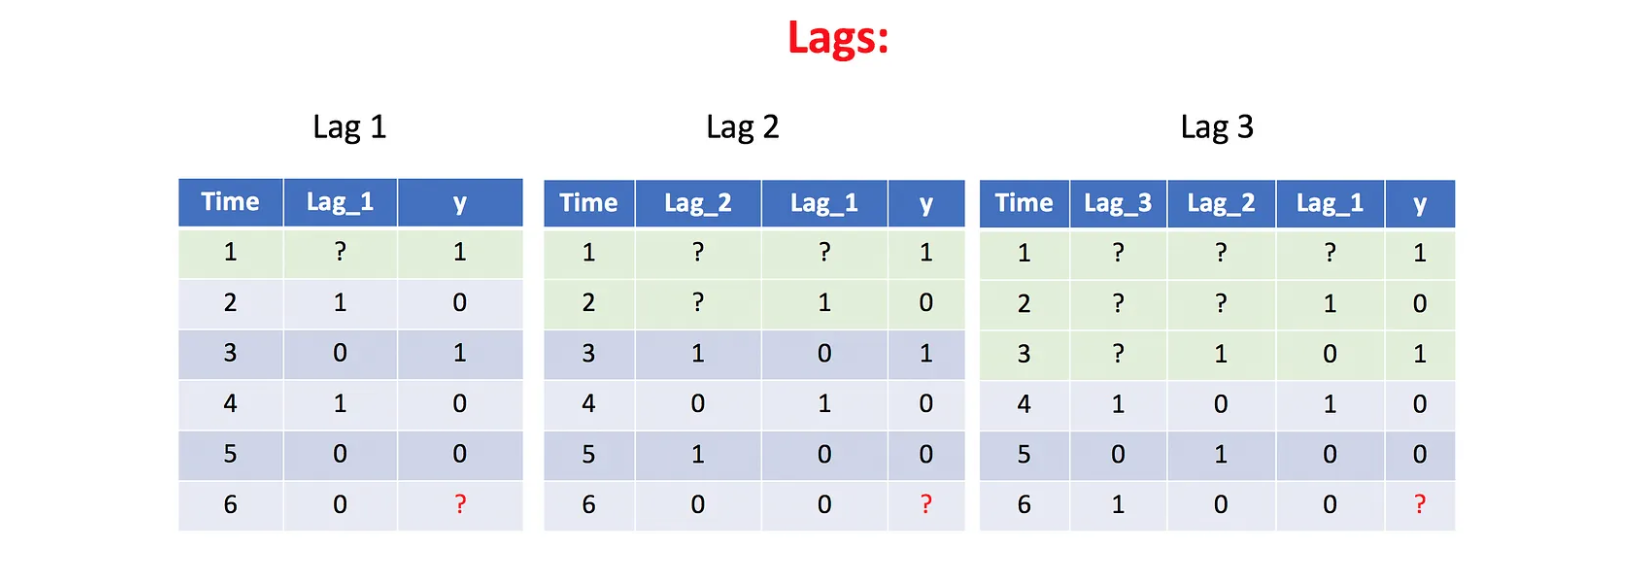 Lags:
Lag 1
Time Lag_1 y
1 ? 1
2 1 0
3 0 1
4 1 0
5 0 0
6 0 ?
Lag 2
Time Lag_2 Lag_1 y
1 ? ? 1
2 ? 1 0
3 1 0 1
4 0 1 0
5 1 0 0
6 0 0 ?
Lag 3
Time Lag_3 Lag_2 Lag_1 y
1 ? ? ? 1
2 ? ? 1 0
3 ? 1 0 1
4 1 0 1 0
5 0 1 0 0
6 1 0 0 ?